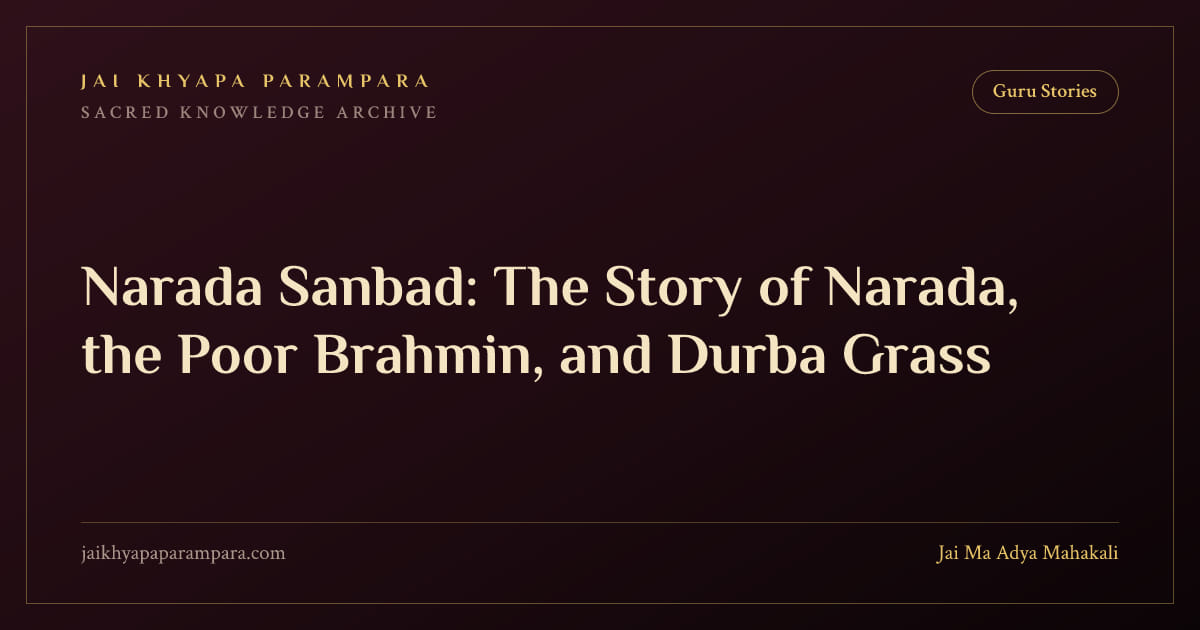 JAI KHYAPA PARAMPARA
SACRED KNOWLEDGE ARCHIVE
Guru Stories
Narada Sanbad: The Story of Narada,
the Poor Brahmin, and Durba Grass
jaikhyapaparampara.com
Jai Ma Adya Mahakali